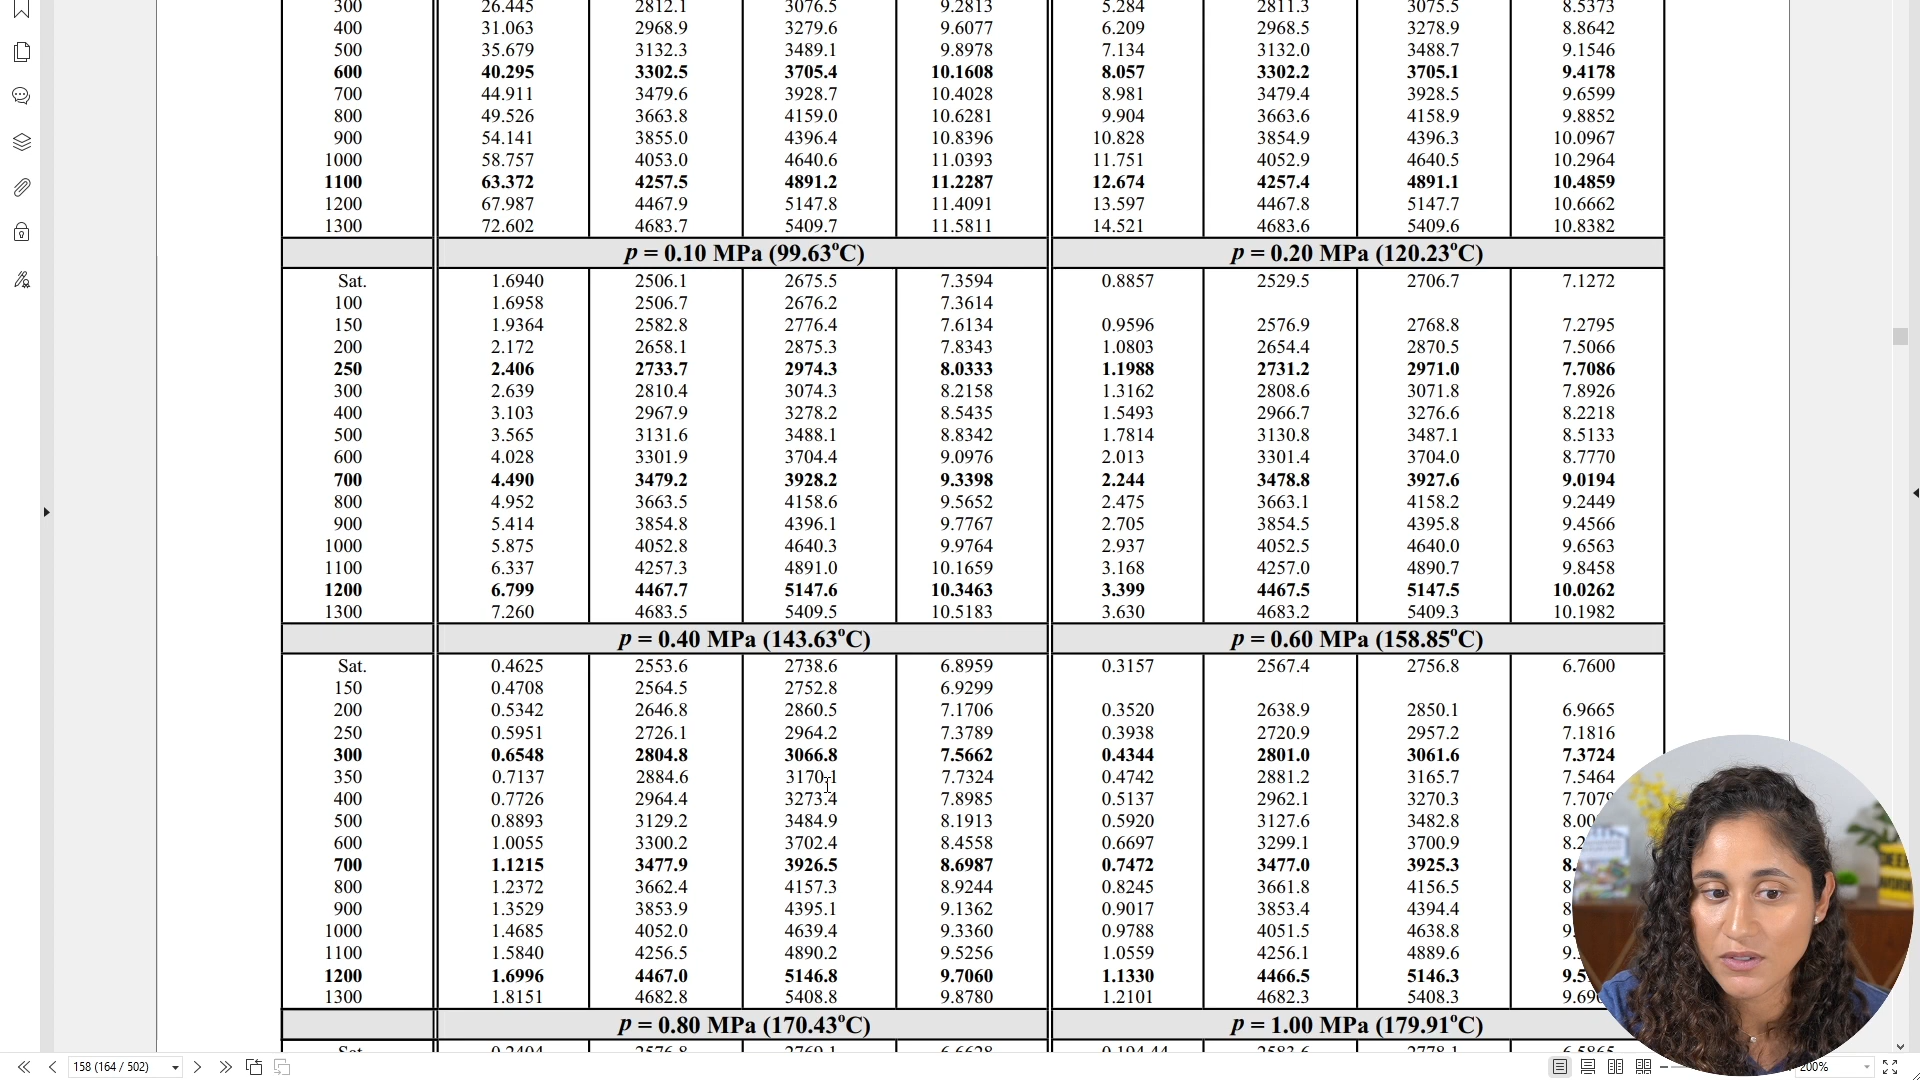 300 26.445 2812.1 3076.5 9.2813 5.284 2811.3 3075.5 8.5373
400 31.063 2968.9 3279.6 9.6077 6.209 2968.5 3278.9 8.8642
500 35.679 3132.3 3489.1 9.8978 7.134 3132.0 3488.7 9.1546
600 40.295 3302.5 3705.4 10.1608 8.057 3302.2 3705.1 9.4178
700 44.911 3479.6 3928.7 10.4028 8.981 3479.4 3928.5 9.6599
800 49.526 3663.8 4159.0 10.6281 9.904 3663.6 4158.9 9.8852
900 54.141 3855.0 4396.4 10.8396 10.828 3854.9 4396.3 10.0967
1000 58.757 4053.0 4640.6 11.0393 11.751 4052.9 4640.5 10.2964
1100 63.372 4257.5 4891.2 11.2287 12.674 4257.4 4891.1 10.4859
1200 67.987 4467.9 5147.8 11.4091 13.597 4467.8 5147.7 10.6662
1300 72.602 4683.7 5409.7 11.5811 14.521 4683.6 5409.6 10.8382
p = 0.10 MPa (99.63°C) p = 0.20 MPa (120.23°C)
Sat. 1.6940 2506.1 2675.5 7.3594 0.8857 2529.5 2706.7 7.1272
100 1.6958 2506.7 2676.2 7.3614
150 1.9364 2582.8 2776.4 7.6134 0.9596 2576.9 2768.8 7.2795
200 2.172 2658.1 2875.3 7.8343 1.0803 2654.4 2870.5 7.5066
250 2.406 2733.7 2974.3 8.0333 1.1988 2731.2 2971.0 7.7086
300 2.639 2810.4 3074.3 8.2158 1.3162 2808.6 3071.8 7.8926
400 3.103 2967.9 3278.2 8.5435 1.5493 2966.7 3276.6 8.2218
500 3.565 3131.6 3488.1 8.8342 1.7814 3130.8 3487.1 8.5133
600 4.028 3301.9 3704.4 9.0976 2.013 3301.4 3704.0 8.7770
700 4.490 3479.2 3928.2 9.3398 2.244 3478.8 3927.6 9.0194
800 4.952 3663.5 4158.6 9.5652 2.475 3663.1 4158.2 9.2449
900 5.414 3854.8 4396.1 9.7767 2.705 3854.5 4395.8 9.4566
1000 5.875 4052.8 4640.3 9.9764 2.937 4052.5 4640.0 9.6563
1100 6.337 4257.3 4891.0 10.1659 3.168 4257.0 4890.7 9.8458
1200 6.799 4467.7 5147.6 10.3463 3.399 4467.5 5147.5 10.0262
1300 7.260 4683.5 5409.5 10.5183 3.630 4683.2 5409.3 10.1982
p = 0.40 MPa (143.63°C) p = 0.60 MPa (158.85°C)
Sat. 0.4625 2553.6 2738.6 6.8959 0.3157 2567.4 2756.8 6.7600
150 0.4708 2564.5 2752.8 6.9299
200 0.5342 2646.8 2860.5 7.1706 0.3520 2638.9 2850.1 6.9665
250 0.5951 2726.1 2964.2 7.3789 0.3938 2720.9 2957.2 7.1816
300 0.6548 2804.8 3066.8 7.5662 0.4344 2801.0 3061.6 7.3724
350 0.7137 2884.6 3170.1 7.7324 0.4742 2881.2 3165.7 7.5464
400 0.7726 2964.4 3273.4 7.8985 0.5137 2962.1 3270.3 7.7079
500 0.8893 3129.2 3484.9 8.1913 0.5920 3127.6 3482.8
600 1.0055 3300.2 3702.4 8.4558 0.6697 3299.1 3700.9
700 1.1215 3477.9 3926.5 8.6987 0.7472 3477.0 3925.3
800 1.2372 3662.4 4157.3 8.9244 0.8245 3661.8 4156.5
900 1.3529 3853.9 4395.1 9.1362 0.9017 3853.4 4394.4
1000 1.4685 4052.0 4639.4 9.3360 0.9788 4051.5 4638.8
1100 1.5840 4256.5 4890.2 9.5256 1.0559 4256.1 4889.6
1200 1.6996 4467.0 5146.8 9.7060 1.1330 4466.5 5146.3
1300 1.8151 4682.8 5408.8 9.8780 1.2101 4682.3 5408.3
p = 0.80 MPa (170.43°C) p = 1.00 MPa (179.91°C)
158 (164 / 502) 200%